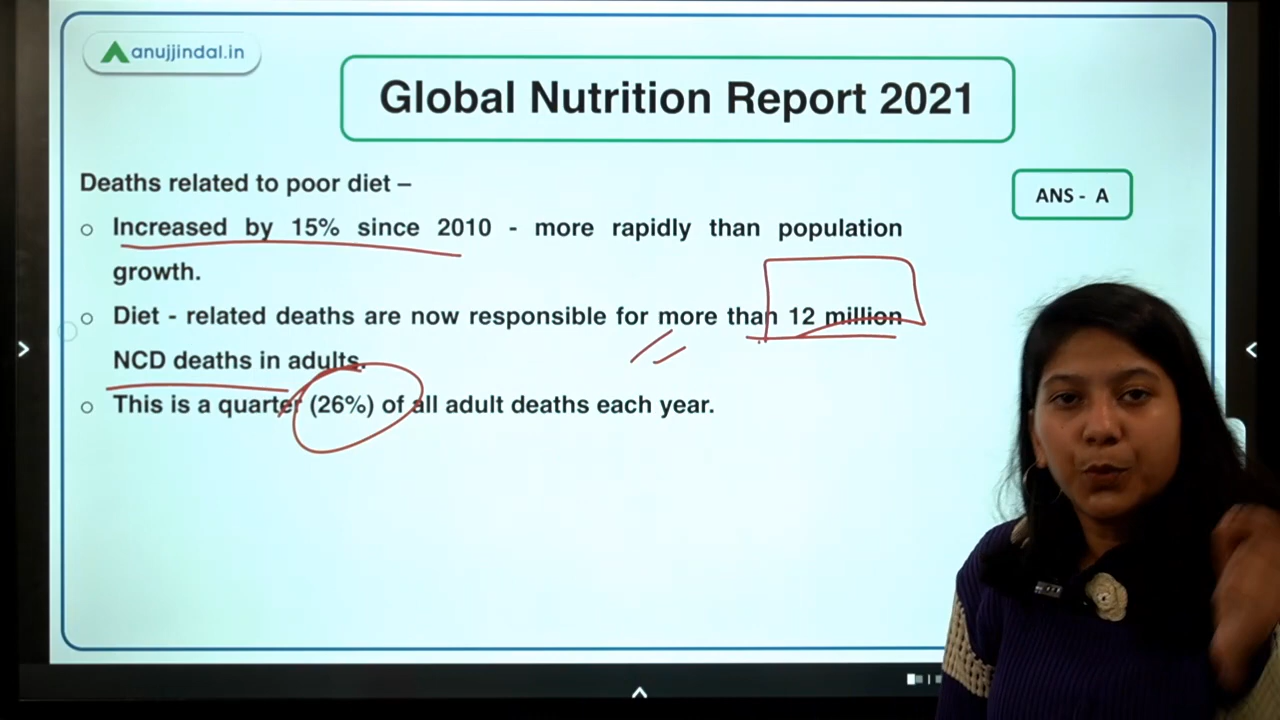 anujjindal.in
Global Nutrition Report 2021
Deaths related to poor diet –
ANS - A
Increased by 15% since 2010 - more rapidly than population
growth.
Diet - related deaths are now responsible for more than 12 million
NCD deaths in adults.
This is a quarter (26%) of all adult deaths each year.